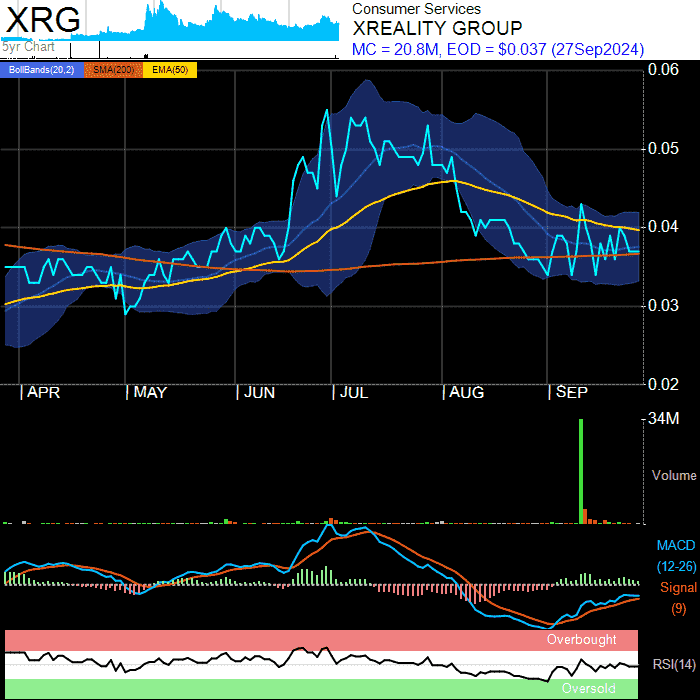 XRG
5yr Chart
Consumer Services
XREALITY GROUP
MC = 20.8M, EOD = $0.037 (27Sep2024)
BollBands(20,2) SMA(200) EMA(50)
0.06
0.05
0.04
0.03
0.02
APR MAY JUN JUL AUG SEP
34M
Volume
MACD
(12-26)
Signal
(9)
Overbought
RSI(14)
Oversold